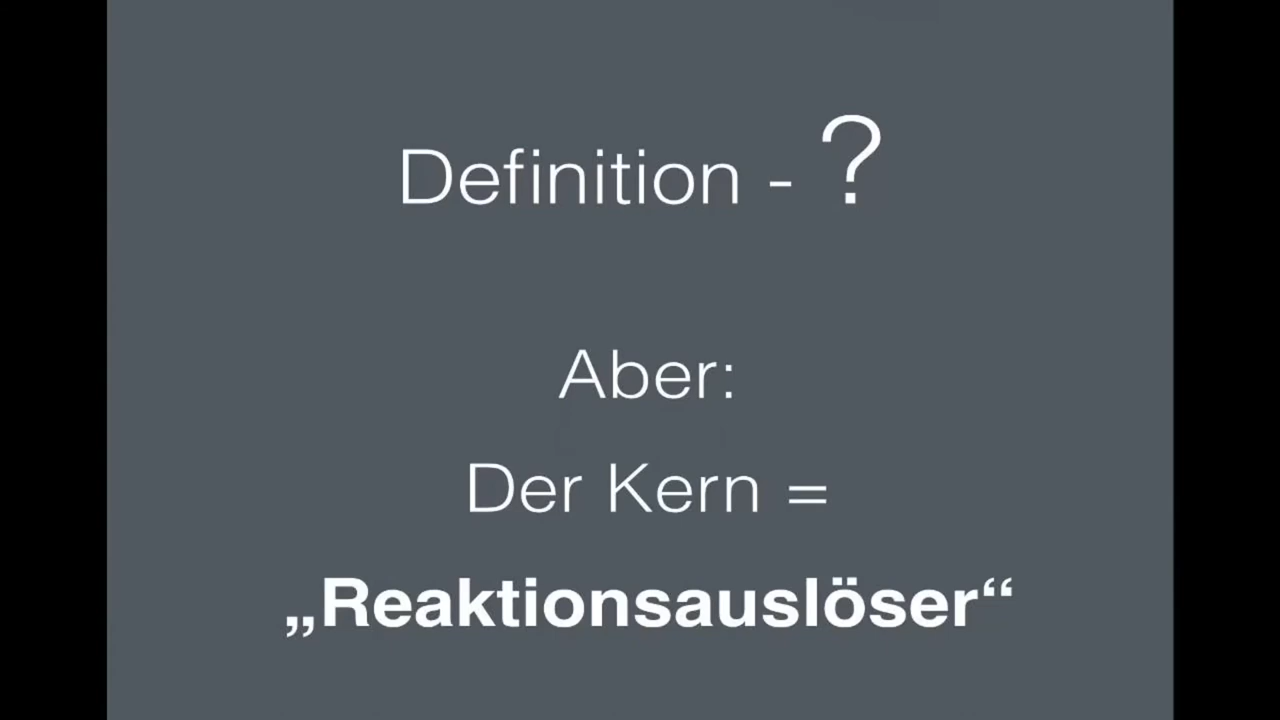 Definition - ?
Aber:
Der Kern =
„Reaktionsauslöser“